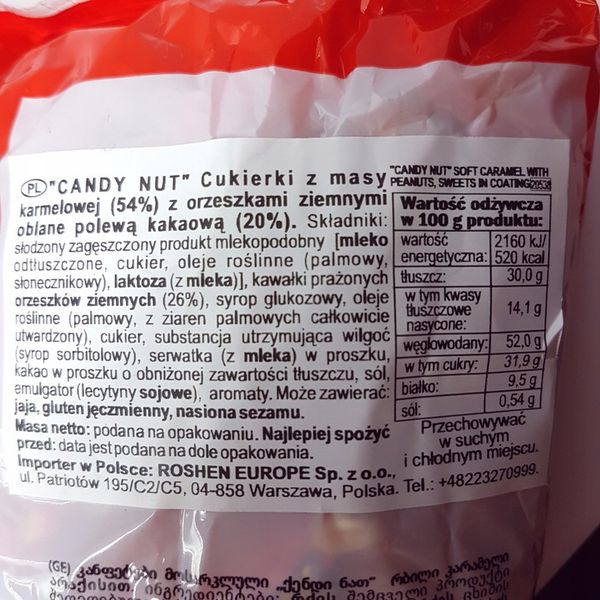 PL "CANDY NUT" Cukierki z masy
karmelowej (54%) z orzeszkami ziemnymi
oblane polewą kakaową (20%). Składniki:
słodzony zagęszczony produkt mlekopodobny [mleko
odtłuszczone, cukier, oleje roślinne (palmowy,
słonecznikowy), laktoza (z mleka)], kawałki prażonych
orzeszków ziemnych (26%), syrop glukozowy, oleje
roślinne (palmowy, z ziaren palmowych całkowicie
utwardzony), cukier, substancja utrzymująca wilgoć
(syrop sorbitolowy), serwatka (z mleka) w proszku,
kakao w proszku o obniżonej zawartości tłuszczu, sól,
emulgator (lecytyny sojowe), aromaty. Może zawierać:
jaja, gluten jęczmienny, nasiona sezamu.
Masa netto: podana na opakowaniu. Najlepiej spożyć
przed: data jest podana na dole opakowania.
Importer w Polsce: ROSHEN EUROPE Sp. z o.o.,
ul. Patriotów 195/C2/C5, 04-858 Warszawa, Polska. Tel.: +48223270999.
"CANDY NUT" SOFT CARAMEL WITH
PEANUTS, SWEETS IN COATING
Wartość odżywcza
w 100 g produktu:
wartość energetyczna: 2160 kJ/
520 kcal
tłuszcz: 30,0 g
w tym kwasy
tłuszczowe
nasycone: 14,1 g
węglowodany: 52,0 g
w tym cukry: 31,9 g
białko: 9,5 g
sól: 0,54 g
Przechowywać
w suchym
i chłodnym miejscu.
(GE) კანფეტები მოსარკლული „ქენდი ნათ" რბილი კარამელი